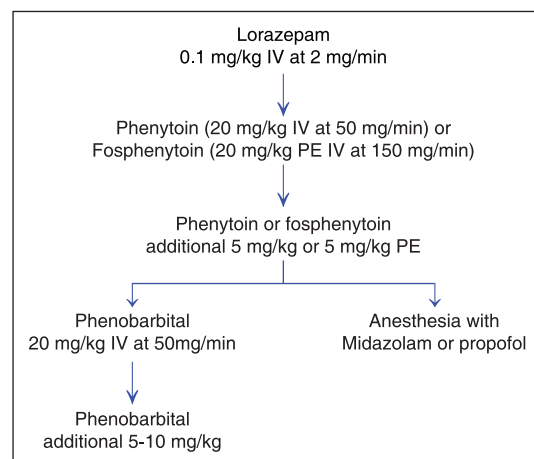 Lorazepam
0.1 mg/kg IV at 2 mg/min
Phenytoin (20 mg/kg IV at 50 mg/min) or
Fosphenytoin (20 mg/kg PE IV at 150 mg/min)
Phenytoin or fosphenytoin
additional 5 mg/kg or 5 mg/kg PE
Phenobarbital
20 mg/kg IV at 50mg/min
Anesthesia with
Midazolam or propofol
Phenobarbital
additional 5-10 mg/kg